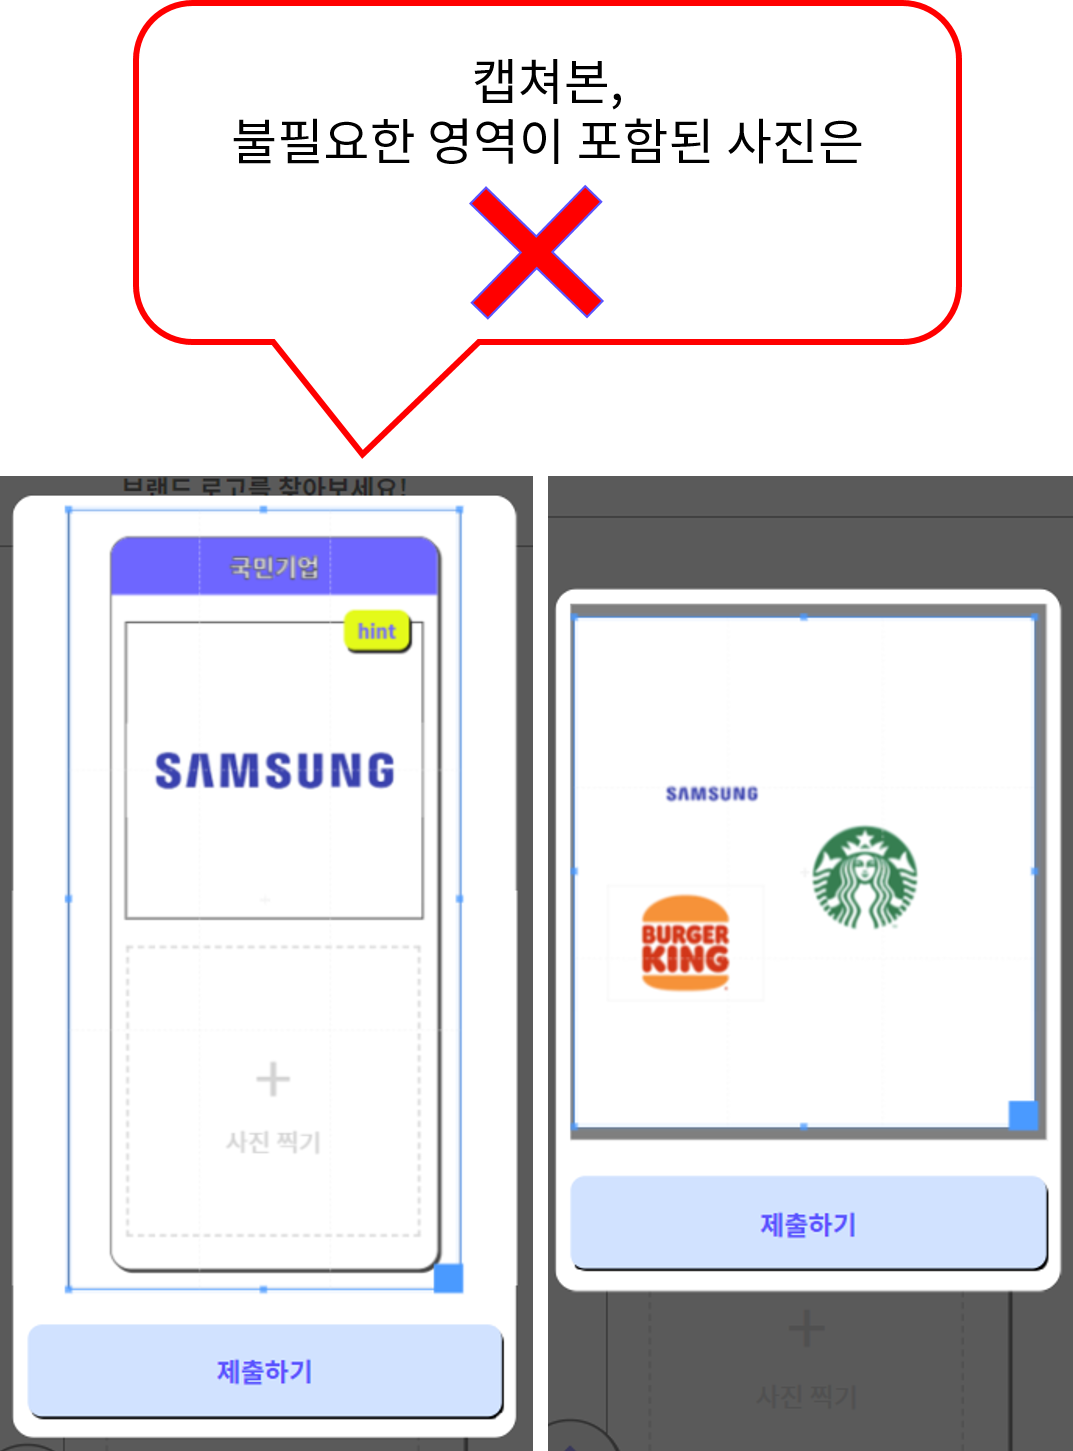 캡쳐본,
불필요한 영역이 포함된 사진은
브랜드 로고를 찾아보세요!
국민기업
hint
SAMSUNG
+
사진 찍기
제출하기
SAMSUNG
BURGER
KING
제출하기
+
사진 찍기